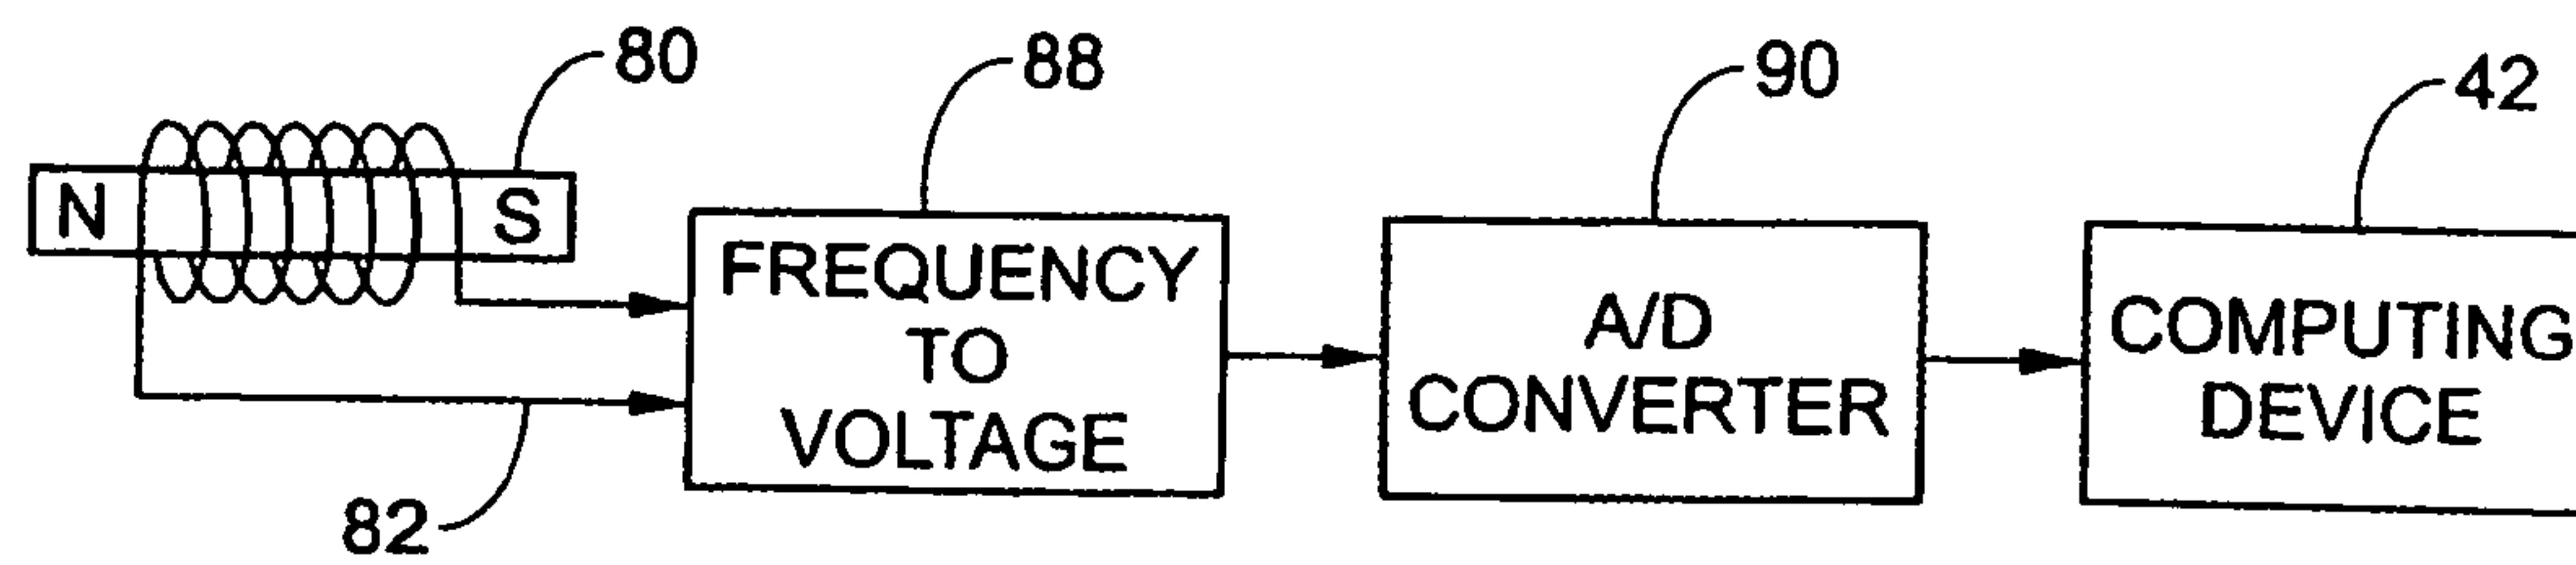 80
88
90
42
N
S
FREQUENCY
TO
VOLTAGE
A/D
CONVERTER
COMPUTING
DEVICE
82